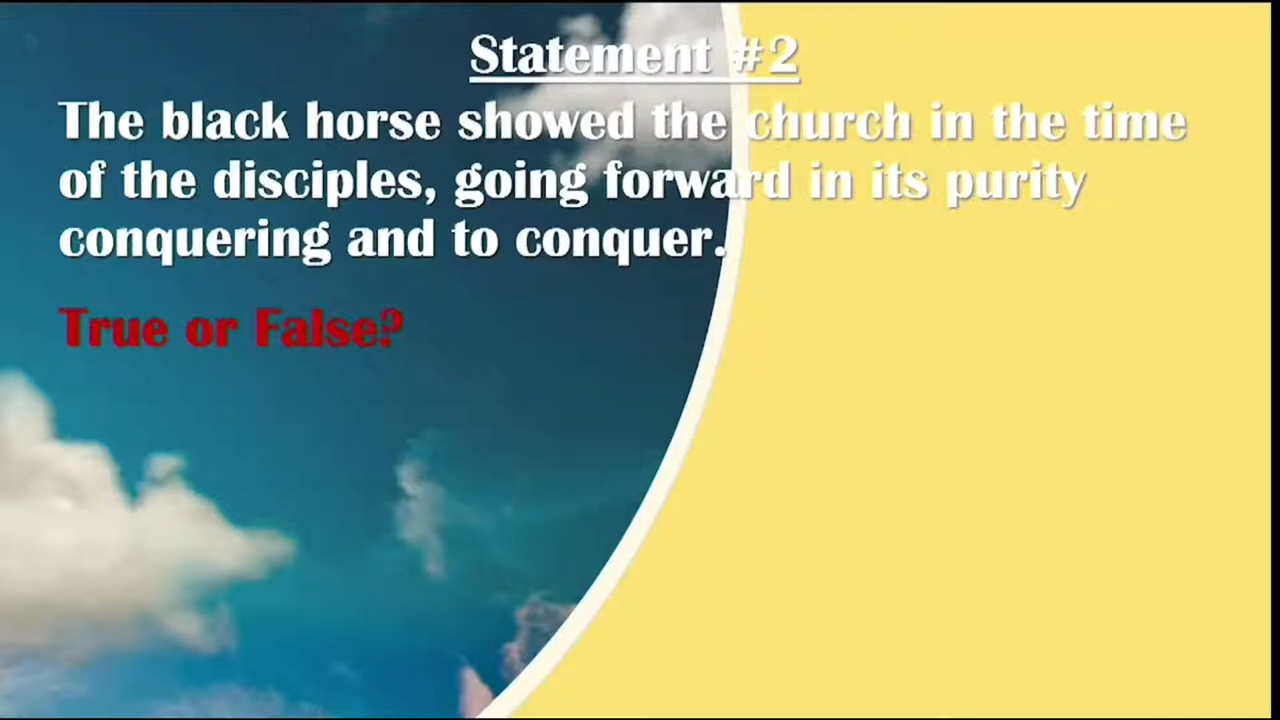 Statement #2
The black horse showed the church in the time
of the disciples, going forward in its purity
conquering and to conquer.
True or False?